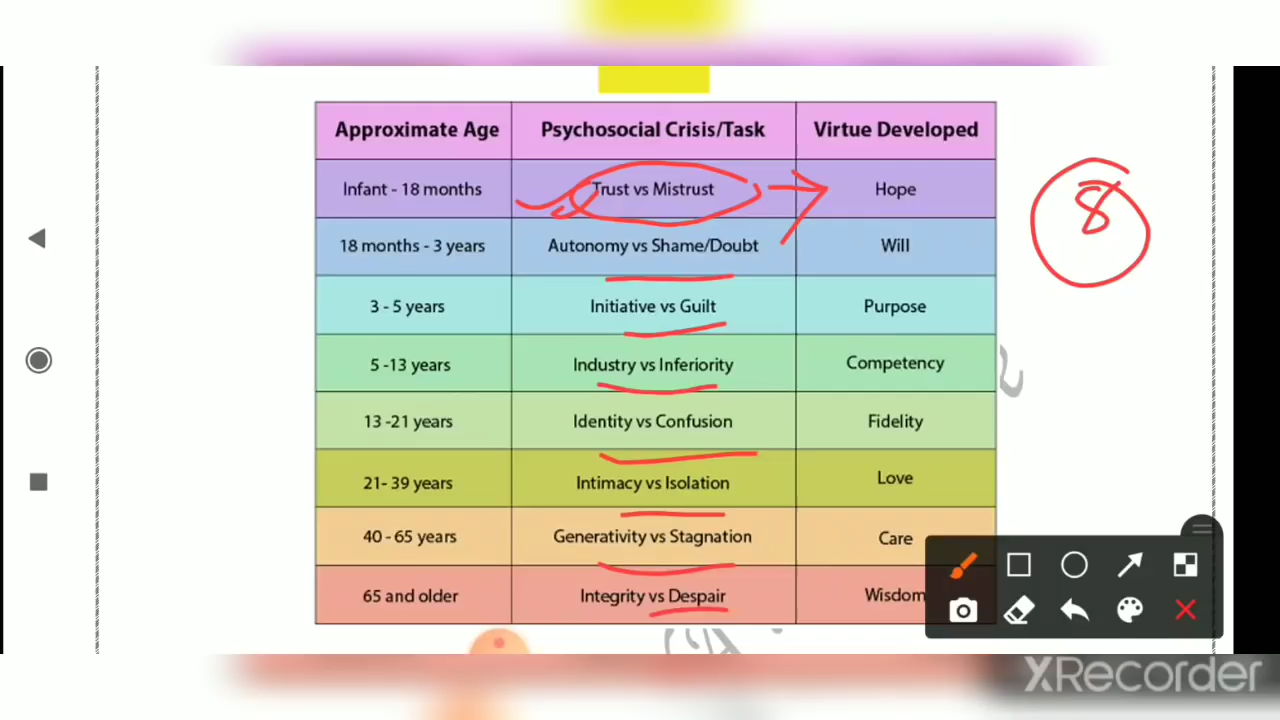 Approximate Age Psychosocial Crisis/Task Virtue Developed
Infant - 18 months Trust vs Mistrust Hope
18 months - 3 years Autonomy vs Shame/Doubt Will
3 - 5 years Initiative vs Guilt Purpose
5 -13 years Industry vs Inferiority Competency
13 -21 years Identity vs Confusion Fidelity
21- 39 years Intimacy vs Isolation Love
40 - 65 years Generativity vs Stagnation Care
65 and older Integrity vs Despair Wisdom
8
XRecorder